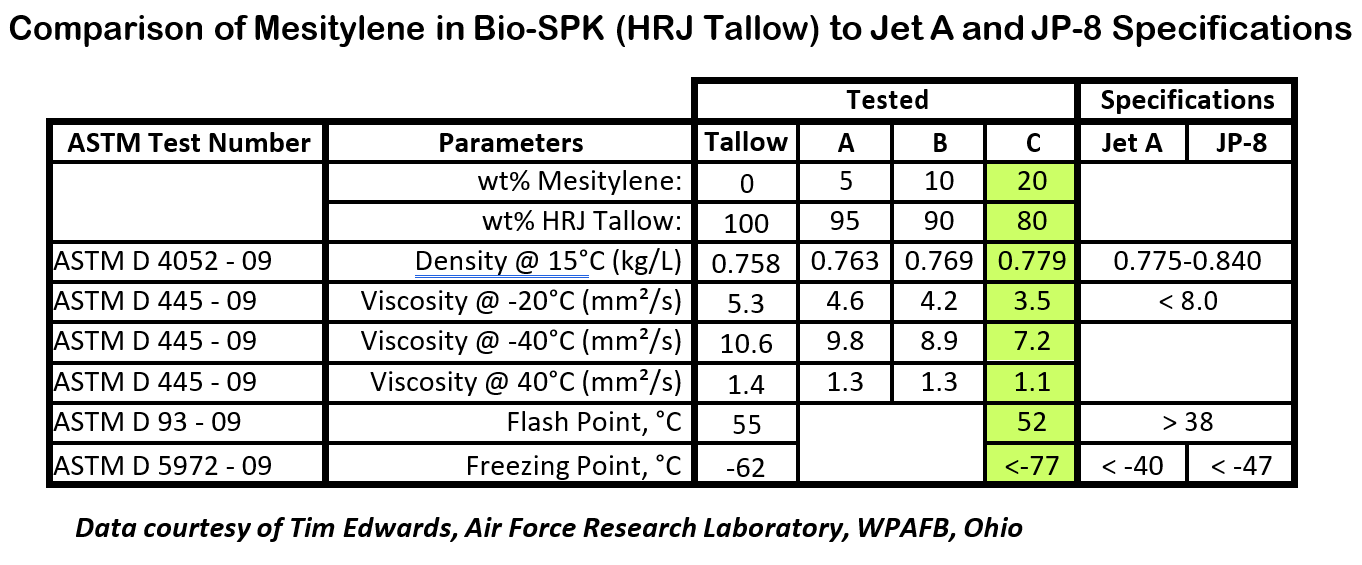 Comparison of Mesitylene in Bio-SPK (HRJ Tallow) to Jet A and JP-8 Specifications
Tested Specifications
ASTM Test Number Parameters Tallow A B C Jet A JP-8
wt% Mesitylene: 0 5 10 20
wt% HRJ Tallow: 100 95 90 80
ASTM D 4052 - 09 Density @ 15°C (kg/L) 0.758 0.763 0.769 0.779 0.775-0.840
ASTM D 445 - 09 Viscosity @ -20°C (mm²/s) 5.3 4.6 4.2 3.5 < 8.0
ASTM D 445 - 09 Viscosity @ -40°C (mm²/s) 10.6 9.8 8.9 7.2
ASTM D 445 - 09 Viscosity @ 40°C (mm²/s) 1.4 1.3 1.3 1.1
ASTM D 93 - 09 Flash Point, °C 55 52 > 38
ASTM D 5972 - 09 Freezing Point, °C -62 <-77 < -40 < -47
Data courtesy of Tim Edwards, Air Force Research Laboratory, WPAFB, Ohio